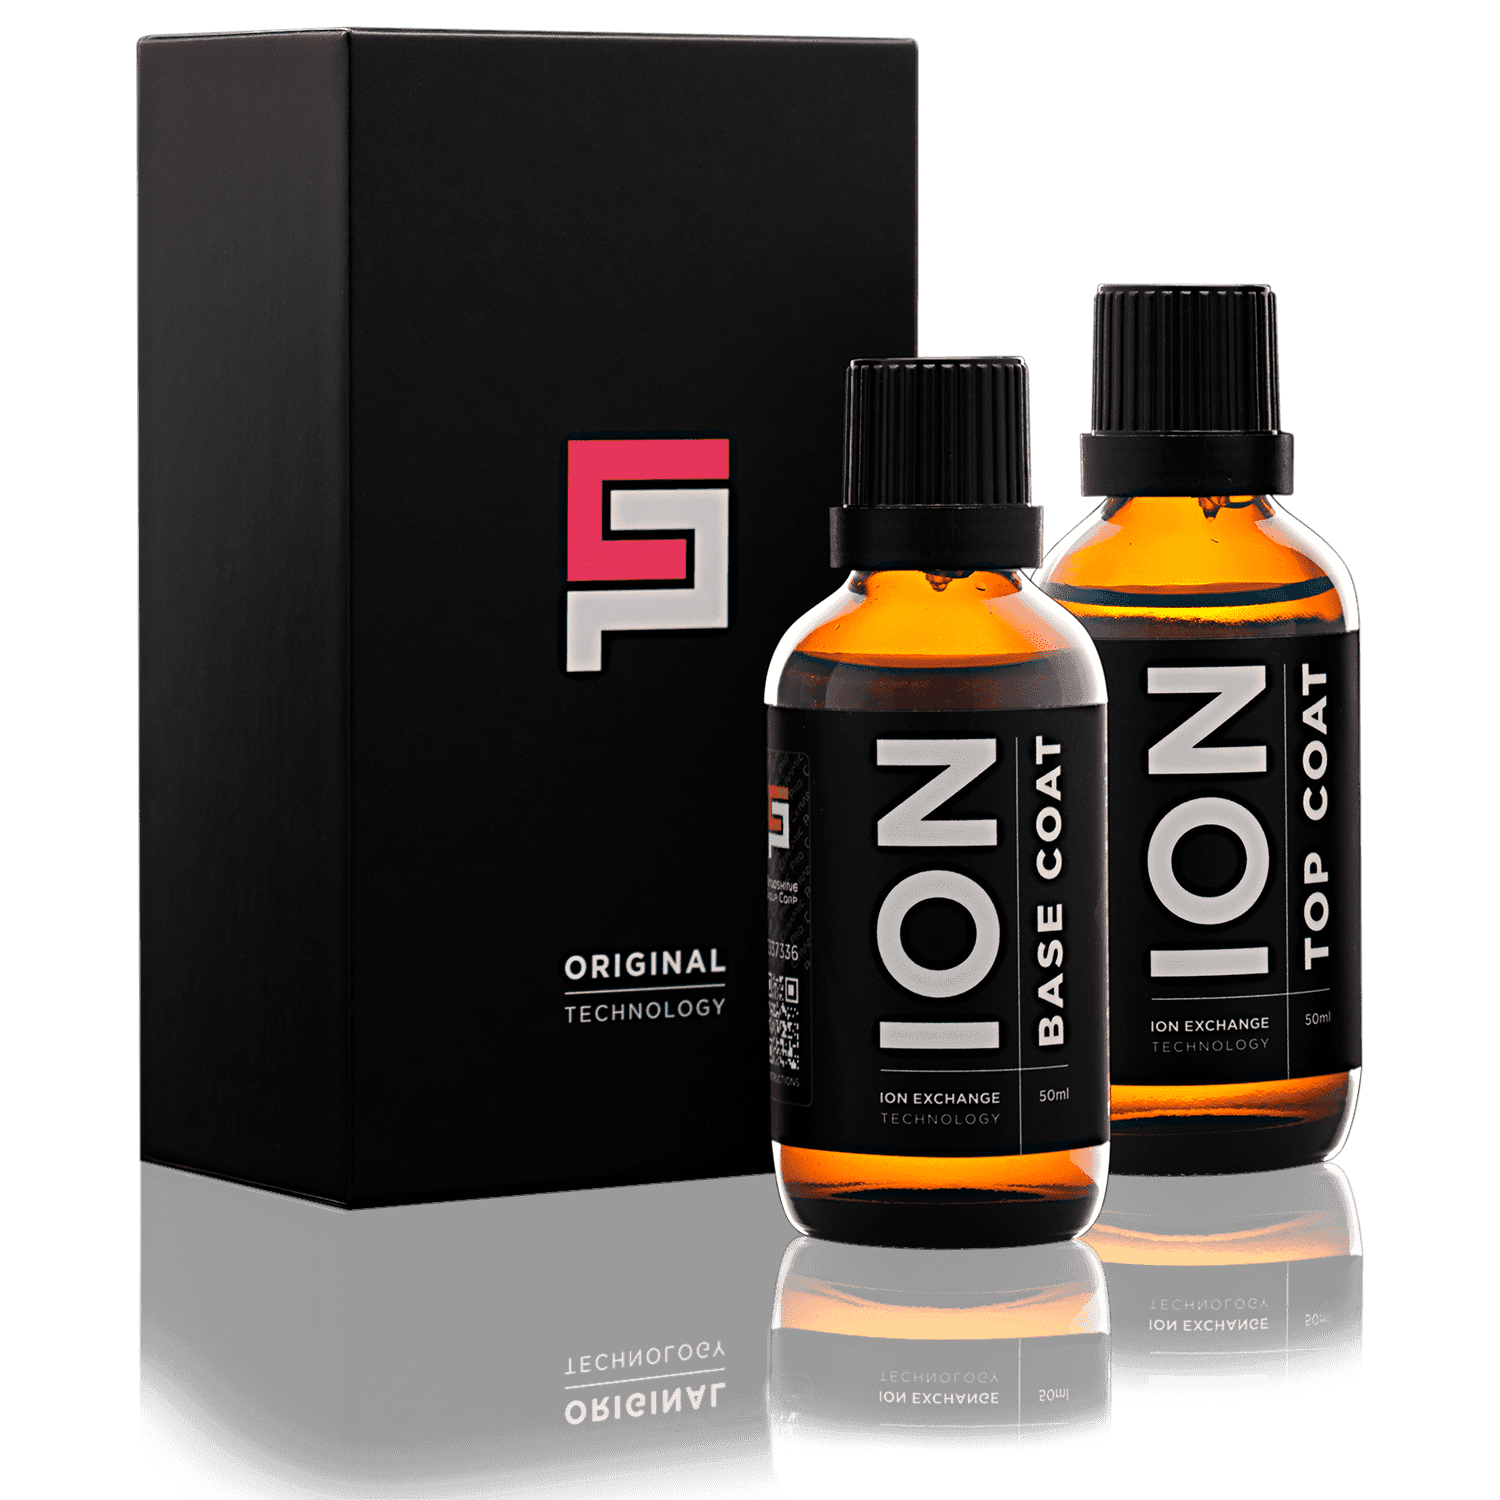 ORIGINAL
TECHNOLOGY
ION
BASE COAT
ION EXCHANGE
TECHNOLOGY
50ml
ION
TOP COAT
ION EXCHANGE
TECHNOLOGY
50ml